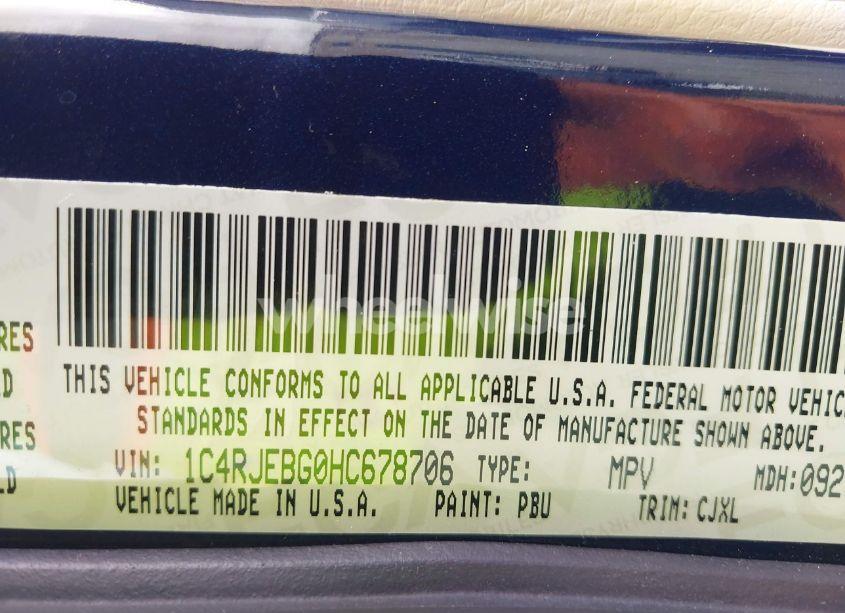 wheelwise
RES
D
THIS VEHICLE CONFORMS TO ALL APPLICABLE U.S.A. FEDERAL MOTOR VEHIC
RES
STANDARDS IN EFFECT ON THE DATE OF MANUFACTURE SHOWN ABOVE.
LD
VIN: 1C4RJEBG0HC678706 TYPE: MPV MDH:092
VEHICLE MADE IN U.S.A. PAINT: PBU TRIM: CJXL